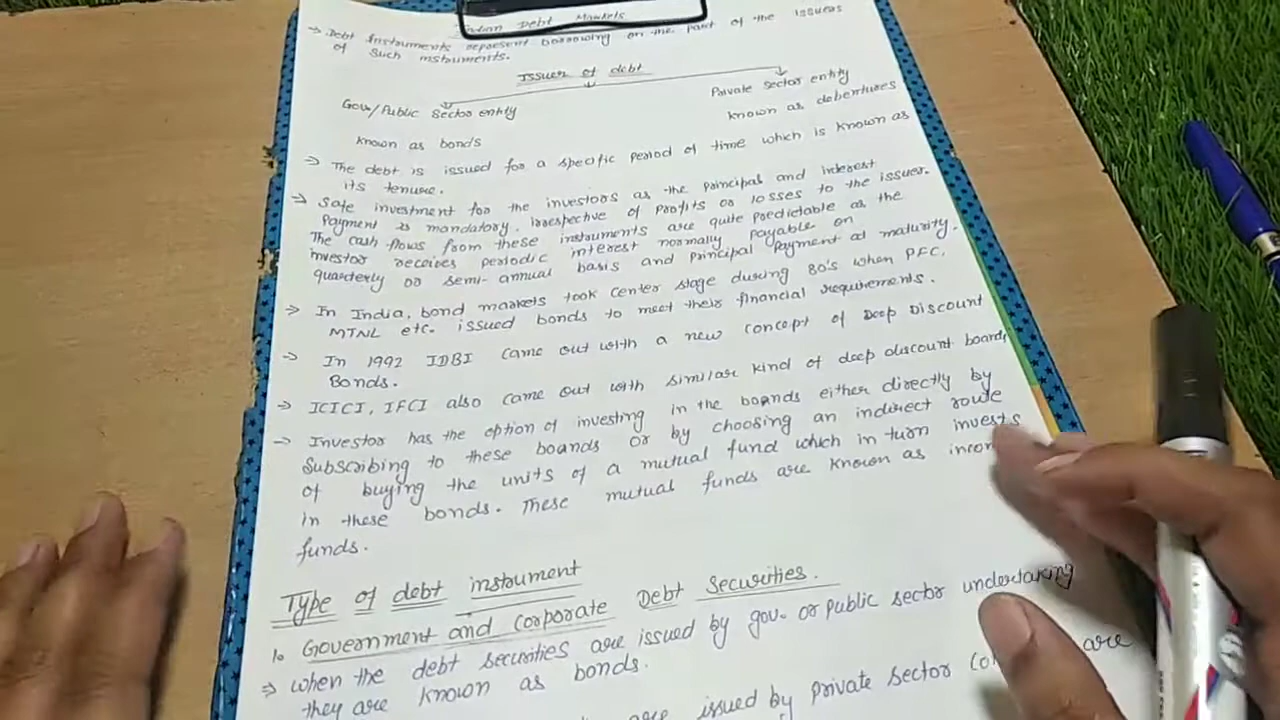 Indian Debt Markets
⇒ Debt Instruments represent borrowing on the part of the issuers
of such instruments.
Issuer of debt
Gov/Public Sector entity
Private sector entity
known as bonds
known as debentures
⇒ The debt is issued for a specific period of time which is known as
its tenure.
⇒ Safe investment for the investors as the principal and interest
payment is mandatory, irrespective of profits or losses to the issuer.
The cash flows from these instruments are quite predictable as the
investor receives periodic interest normally payable on
quarterly or semi-annual basis and principal payment at maturity.
⇒ In India, bond markets took center stage during 80's when PFC,
MTNL etc. issued bonds to meet their financial requirements.
⇒ In 1992 IDBI came out with a new concept of Deep Discount
Bonds.
⇒ ICICI, IFCI also came out with similar kind of deep discount boands
⇒ Investor has the option of investing in the boands either directly by
subscribing to these boands or by choosing an indirect route
of buying the units of a mutual fund which in turn invests
in these bonds. These mutual funds are known as incom
funds.
Type of debt instrument
1. Government and corporate Debt Securities.
⇒ when the debt securities are issued by gov. or public sector undertaking
they are known as bonds.
are issued by private sector co are